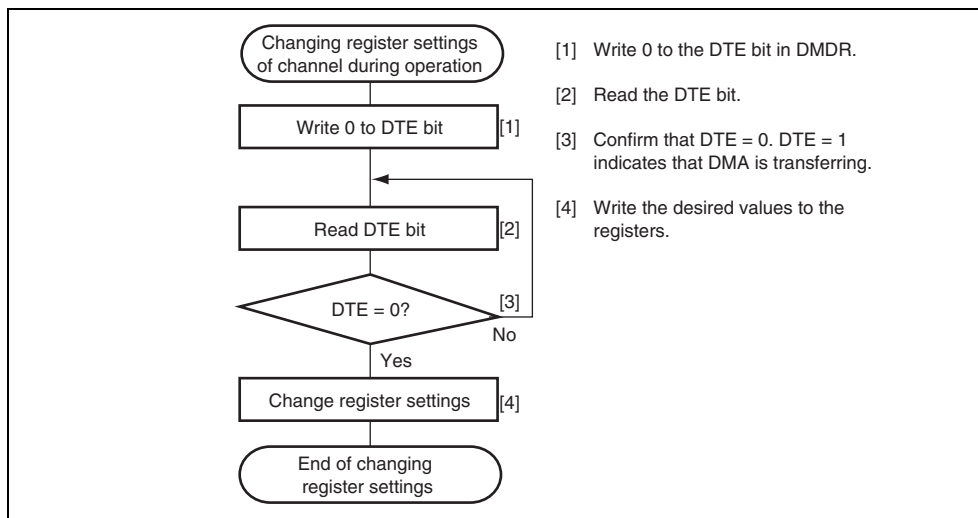 Changing register settings
of channel during operation
Write 0 to DTE bit
[1]
Read DTE bit
[2]
DTE = 0?
[3]
No
Yes
Change register settings
[4]
End of changing
register settings
[1] Write 0 to the DTE bit in DMDR.
[2] Read the DTE bit.
[3] Confirm that DTE = 0. DTE = 1
indicates that DMA is transferring.
[4] Write the desired values to the
registers.